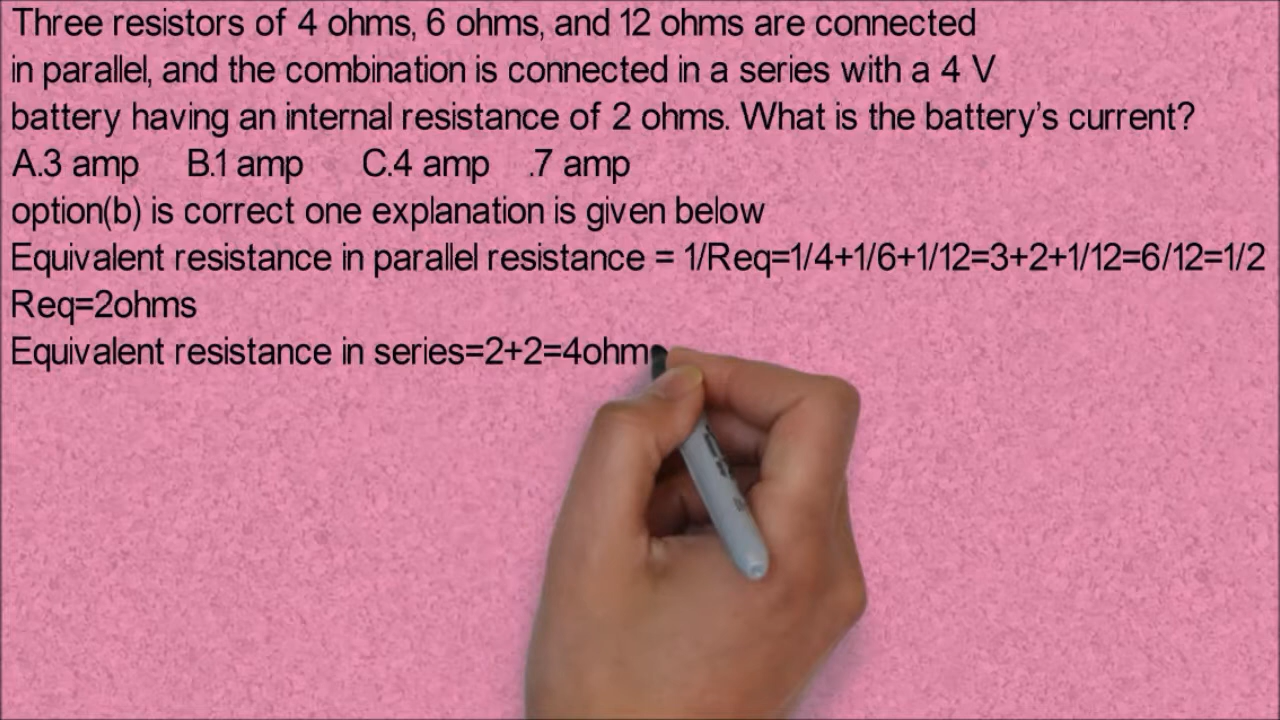 Three resistors of 4 ohms, 6 ohms, and 12 ohms are connected
in parallel, and the combination is connected in a series with a 4 V
battery having an internal resistance of 2 ohms. What is the battery’s current?
A.3 amp B.1 amp C.4 amp .7 amp
option(b) is correct one explanation is given below
Equivalent resistance in parallel resistance = 1/Req=1/4+1/6+1/12=3+2+1/12=6/12=1/2
Req=2ohms
Equivalent resistance in series=2+2=4ohm